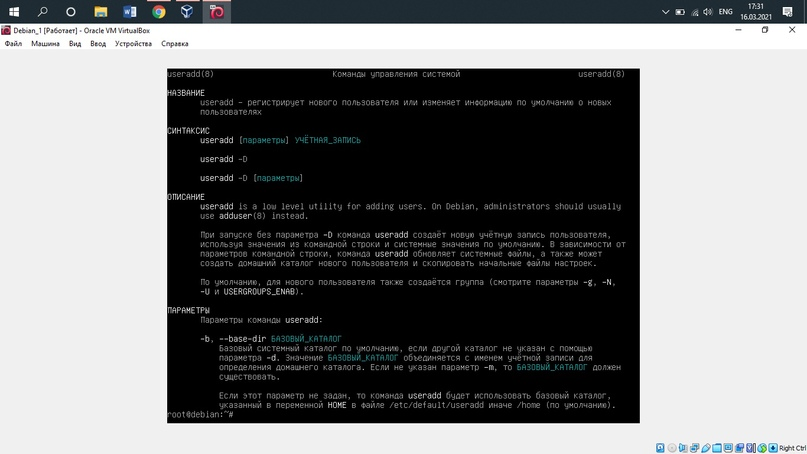 17:31
ENG
16.03.2021
Debian_1 [Работает] - Oracle VM VirtualBox
Файл Машина Вид Ввод Устройства Справка
useradd(8) Команды управления системой useradd(8)
НАЗВАНИЕ
useradd - регистрирует нового пользователя или изменяет информацию по умолчанию о новых
пользователях
СИНТАКСИС
useradd [параметры] УЧЁТНАЯ_ЗАПИСЬ
useradd -D
useradd -D [параметры]
ОПИСАНИЕ
useradd is a low level utility for adding users. On Debian, administrators should usually
use adduser(8) instead.
При запуске без параметра -D команда useradd создаёт новую учётную запись пользователя,
используя значения из командной строки и системные значения по умолчанию. В зависимости от
параметров командной строки, команда useradd обновляет системные файлы, а также может
создать домашний каталог нового пользователя и скопировать начальные файлы настроек.
По умолчанию, для нового пользователя также создаётся группа (смотрите параметры -g, -N,
-U и USERGROUPS_ENAB).
ПАРАМЕТРЫ
Параметры команды useradd:
-b, --base-dir БАЗОВЫЙ_КАТАЛОГ
Базовый системный каталог по умолчанию, если другой каталог не указан с помощью
параметра -d. Значение БАЗОВЫЙ_КАТАЛОГ объединяется с именем учётной записи для
определения домашнего каталога. Если не указан параметр -m, то БАЗОВЫЙ_КАТАЛОГ должен
существовать.
Если этот параметр не задан, то команда useradd будет использовать базовый каталог,
указанный в переменной HOME в файле /etc/default/useradd иначе /home (по умолчанию).
root@debian:~#
Right Ctrl